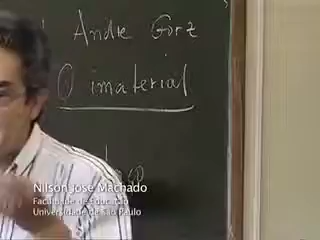 Andre Gorz
O imaterial
Nilson José Machado
Faculdade de Educação
Universidade de São Paulo